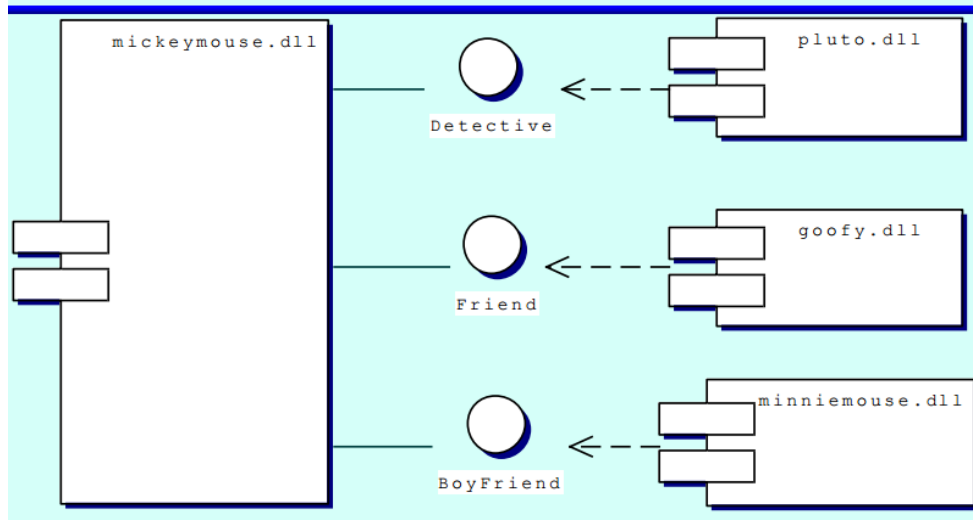 mickeymouse.dll
Detective
pluto.dll
Friend
goofy.dll
BoyFriend
minniemouse.dll